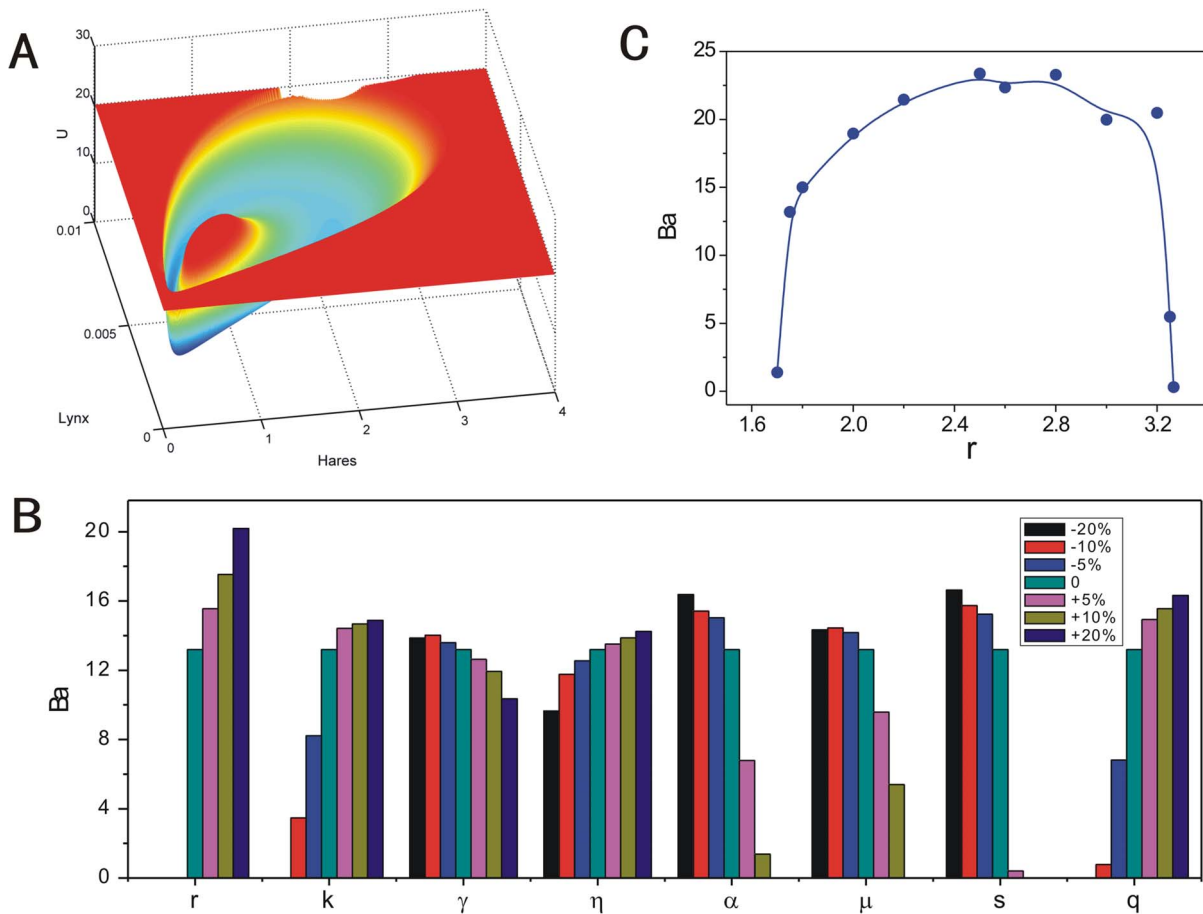 A
30
20
10
0
U
0.01
0.005
0
Lynx
0
1
2
3
4
Hares
C
25
20
15
10
5
0
Ba
1.6 2.0 2.4 2.8 3.2
r
B
20
16
12
8
4
0
Ba
-20%
-10%
-5%
0
+5%
+10%
+20%
r k γ η α μ s q